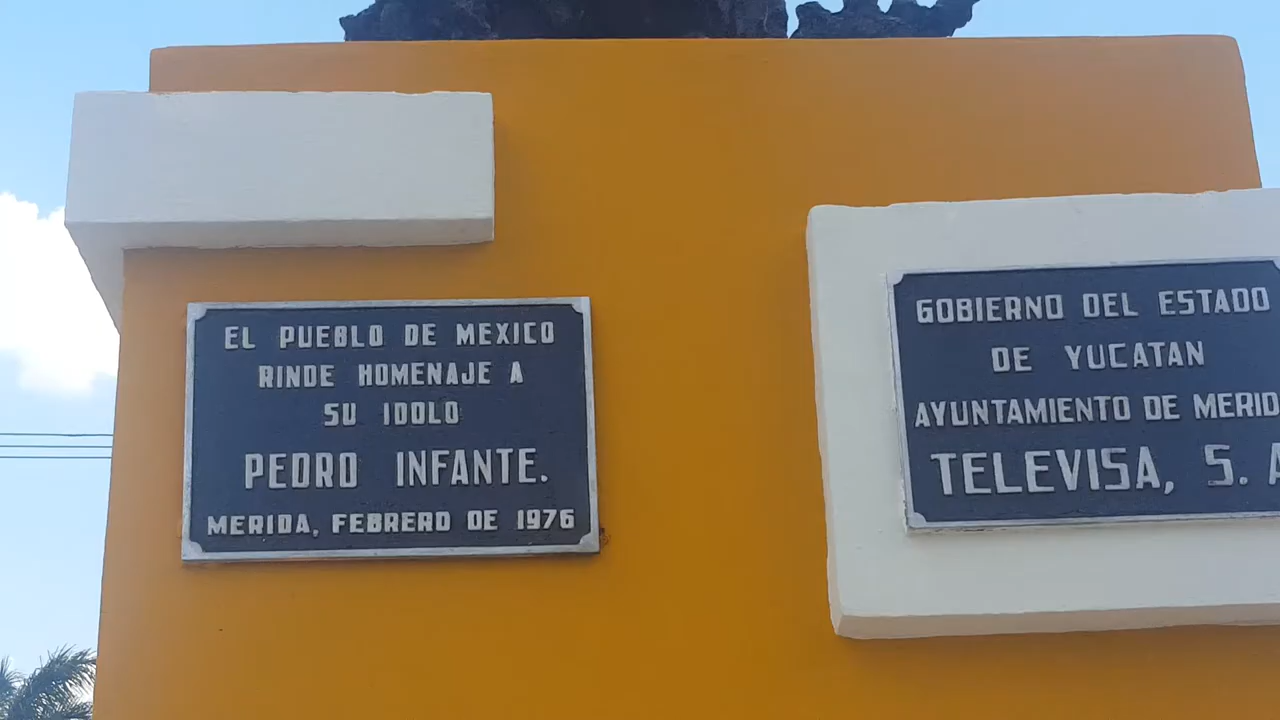 EL PUEBLO DE MEXICO
RINDE HOMENAJE A
SU IDOLO
PEDRO INFANTE.
MERIDA, FEBRERO DE 1976
GOBIERNO DEL ESTADO
DE YUCATAN
AYUNTAMIENTO DE MERID
TELEVISA, S. A